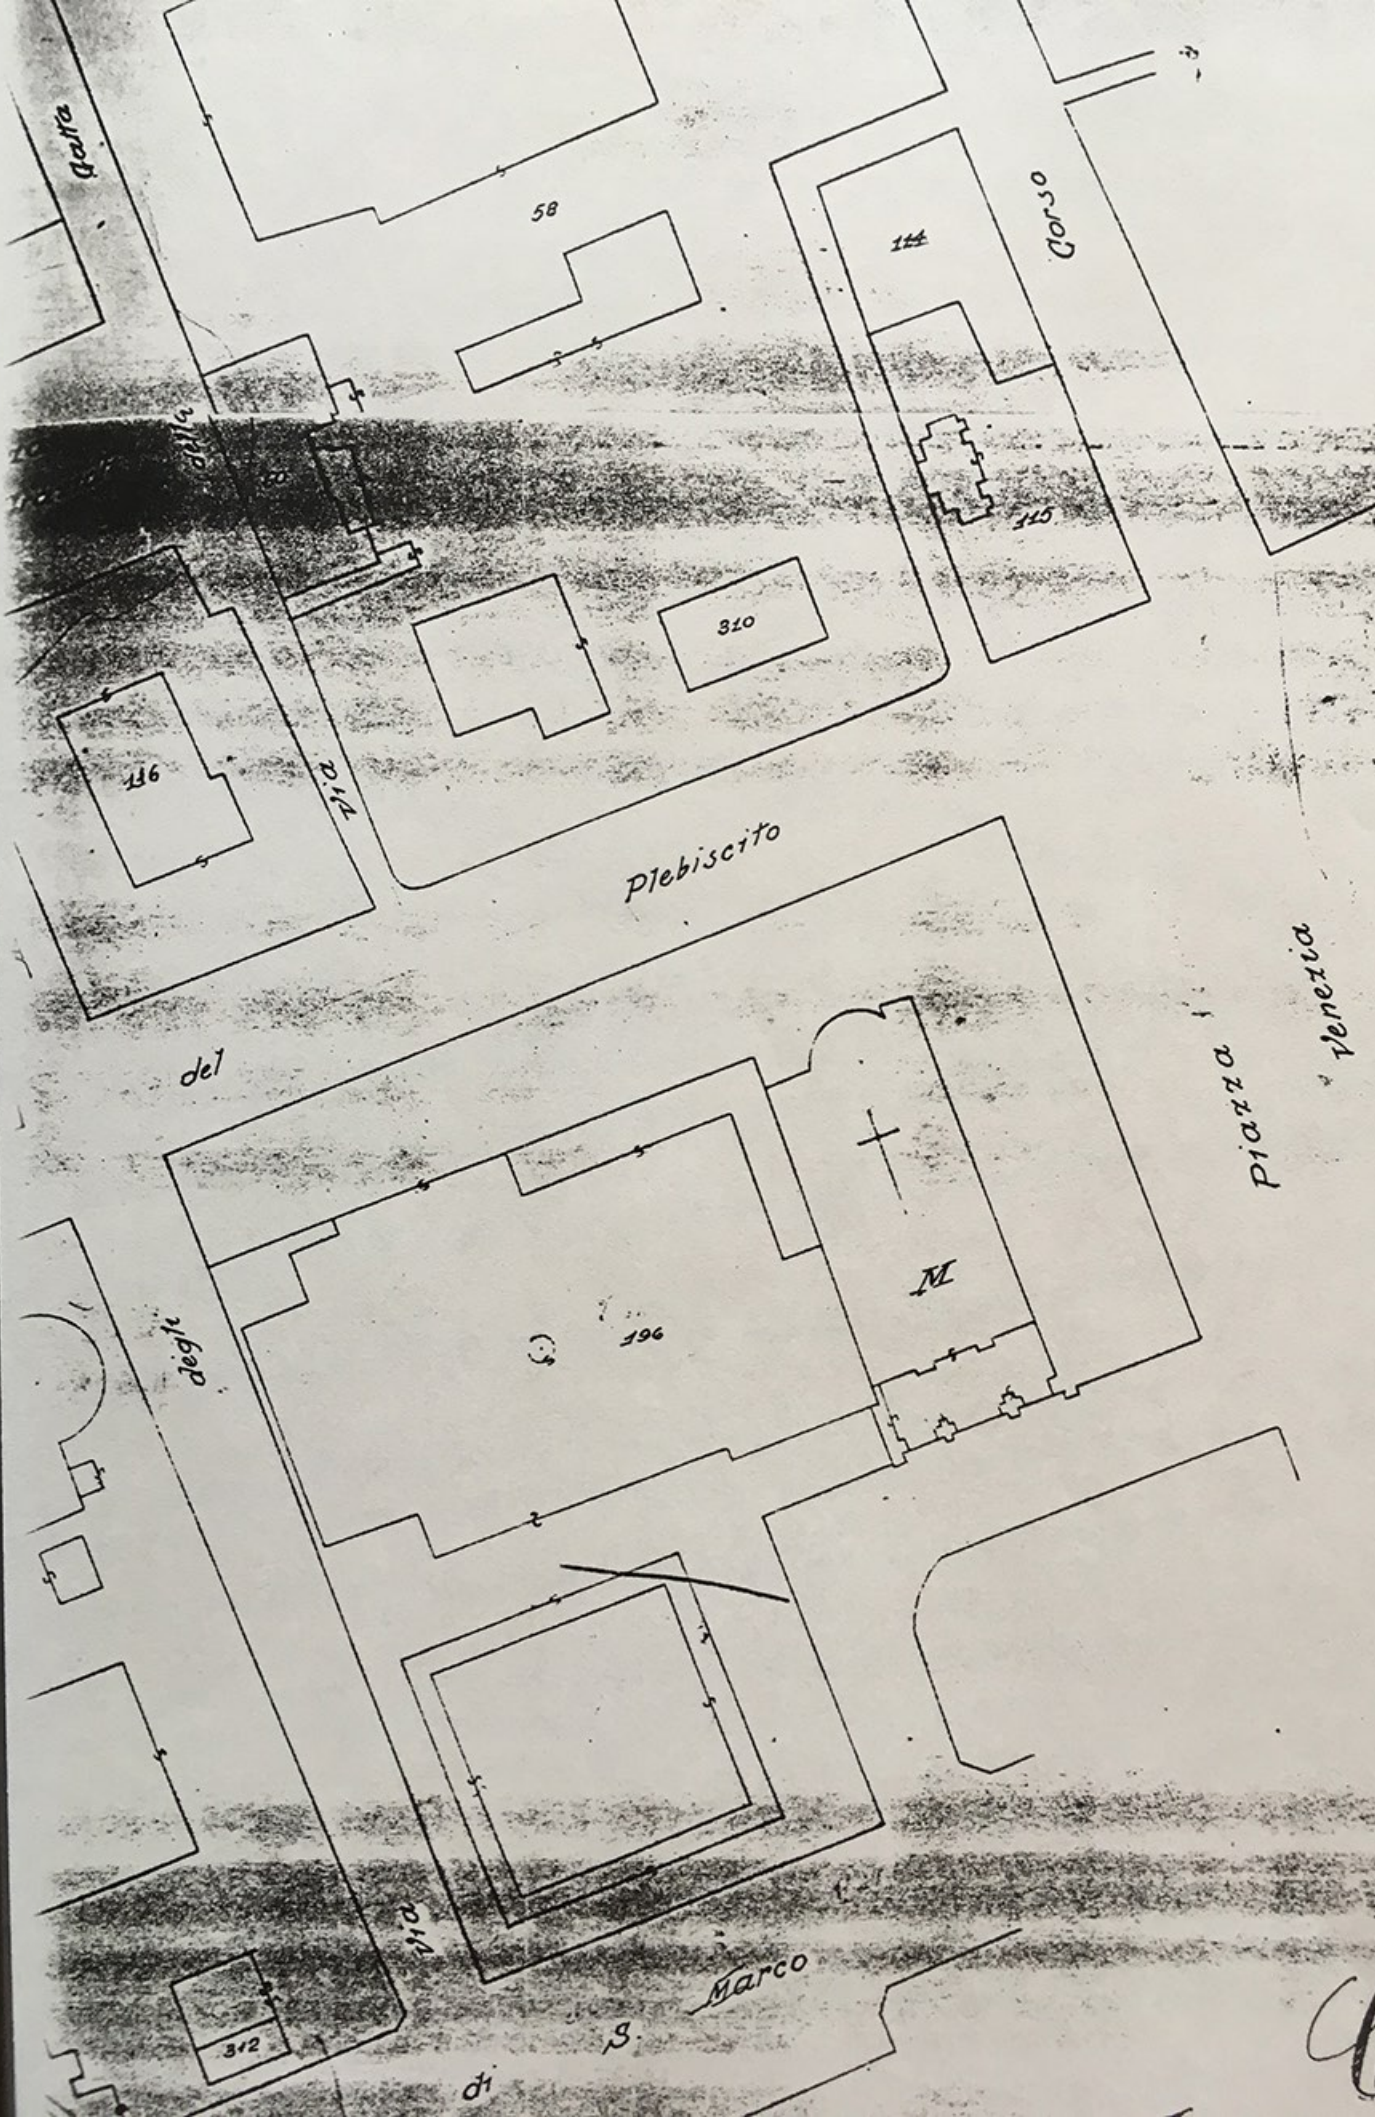 Gatta
58
114
Corso
della
115
310
116
Via
Plebiscito
del
Venezia
Piazza
M
degli
196
Via
Marco
S.
312
di